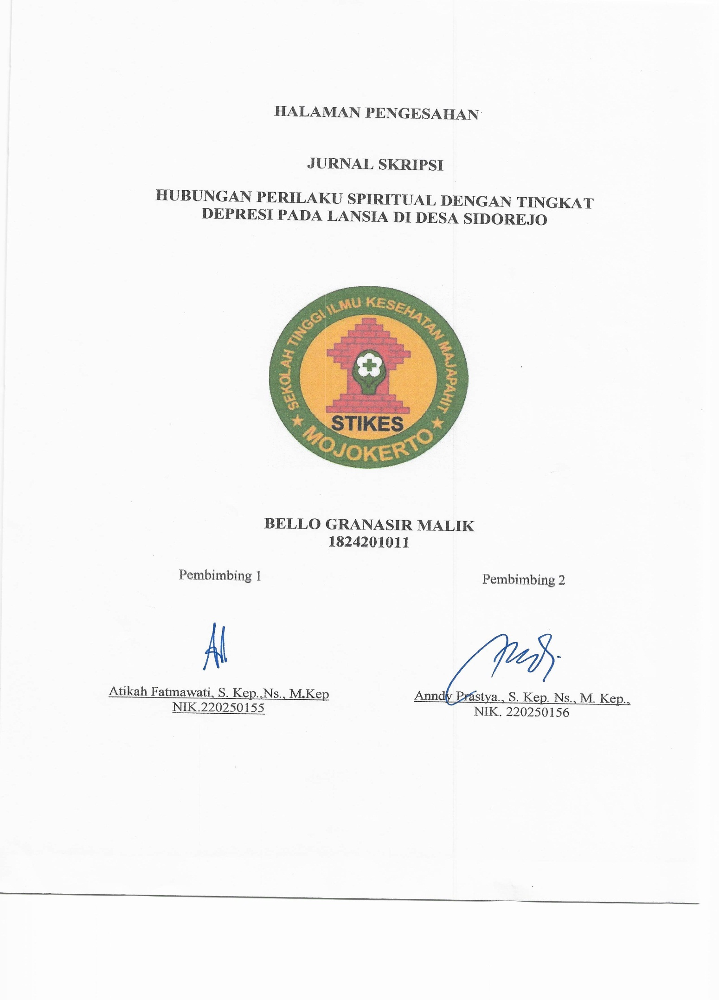 HALAMAN PENGESAHAN
JURNAL SKRIPSI
HUBUNGAN PERILAKU SPIRITUAL DENGAN TINGKAT
DEPRESI PADA LANSIA DI DESA SIDOREJO
SEKOLAH TINGGI ILMU KESEHATAN MAJAPAHIT
STIKES
MOJOKERTO
BELLO GRANASIR MALIK
1824201011
Pembimbing 1
Pembimbing 2
Atikah Fatmawati, S. Kep.,Ns., M.Kep
NIK.220250155
Anndy Prastya., S. Kep. Ns., M. Kep.,
NIK. 220250156